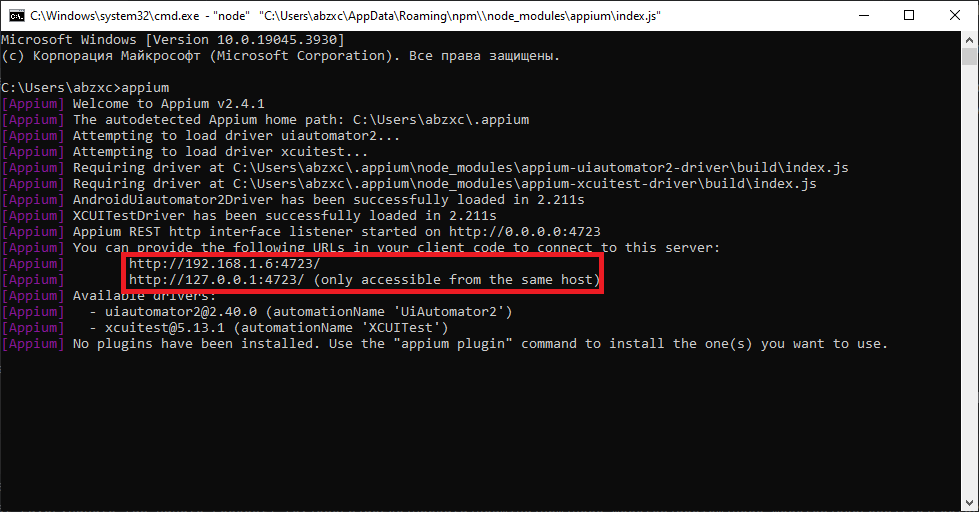 C:\Windows\system32\cmd.exe - "node" "C:\Users\abzxc\AppData\Roaming\npm\\node_modules\appium\index.js"
Microsoft Windows [Version 10.0.19045.3930]
(c) Корпорация Майкрософт (Microsoft Corporation). Все права защищены.
C:\Users\abzxc>appium
[Appium] Welcome to Appium v2.4.1
[Appium] The autodetected Appium home path: C:\Users\abzxc\.appium
[Appium] Attempting to load driver uiautomator2...
[Appium] Attempting to load driver xcuitest...
[Appium] Requiring driver at C:\Users\abzxc\.appium\node_modules\appium-uiautomator2-driver\build\index.js
[Appium] Requiring driver at C:\Users\abzxc\.appium\node_modules\appium-xcuitest-driver\build\index.js
[Appium] AndroidUiautomator2Driver has been successfully loaded in 2.211s
[Appium] XCUITestDriver has been successfully loaded in 2.211s
[Appium] Appium REST http interface listener started on http://0.0.0.0:4723
[Appium] You can provide the following URLs in your client code to connect to this server:
[Appium] http://192.168.1.6:4723/
[Appium] http://127.0.0.1:4723/ (only accessible from the same host)
[Appium] Available drivers:
[Appium] - uiautomator2@2.40.0 (automationName 'UiAutomator2')
[Appium] - xcuitest@5.13.1 (automationName 'XCUITest')
[Appium] No plugins have been installed. Use the "appium plugin" command to install the one(s) you want to use.